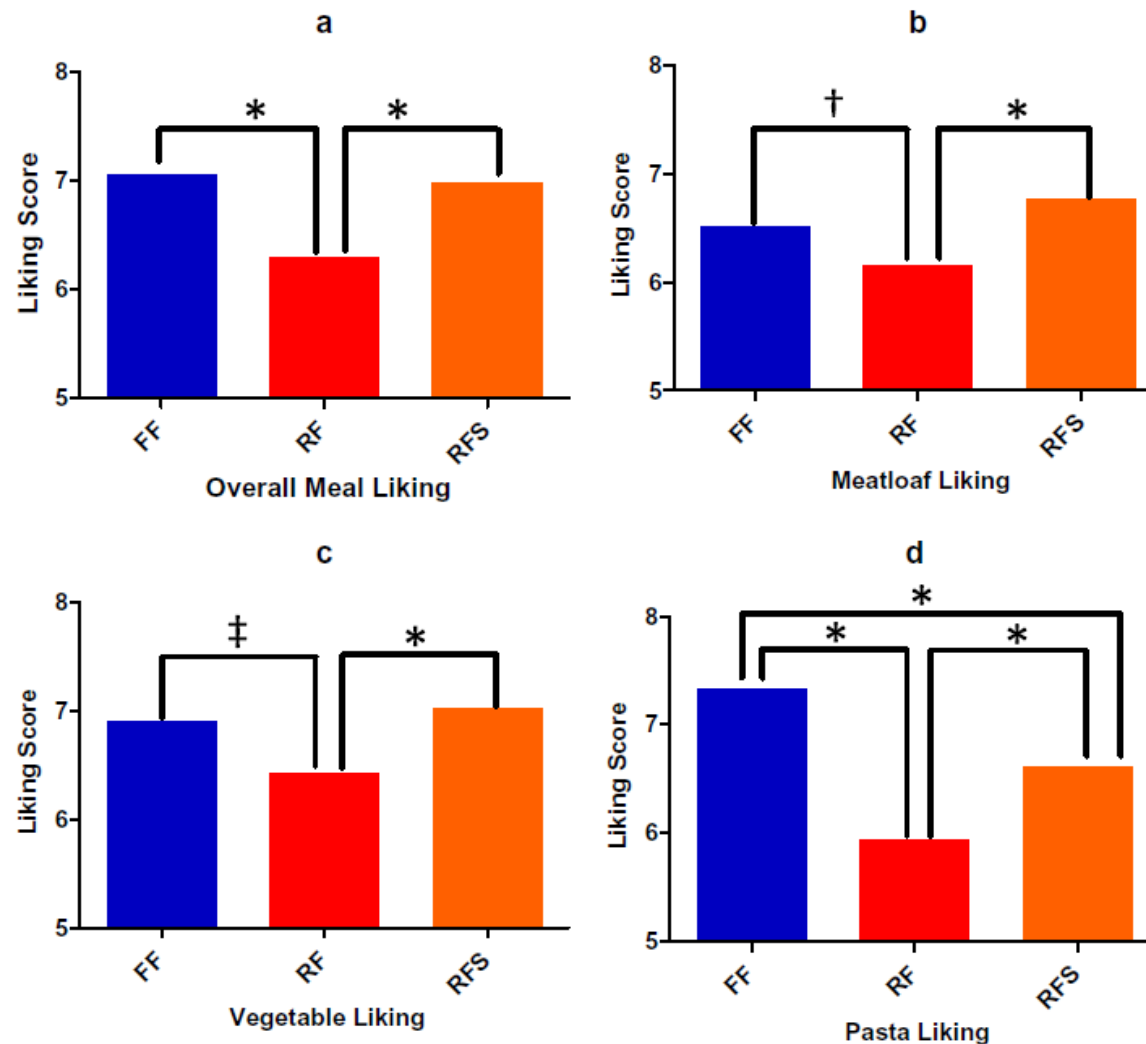 a
8
7
6
5
Liking Score
* *
FF RF RFS
Overall Meal Liking
b
8
7
6
5
Liking Score
† *
FF RF RFS
Meatloaf Liking
c
8
7
6
5
Liking Score
‡ *
FF RF RFS
Vegetable Liking
d
8
7
6
5
Liking Score
*
* *
FF RF RFS
Pasta Liking